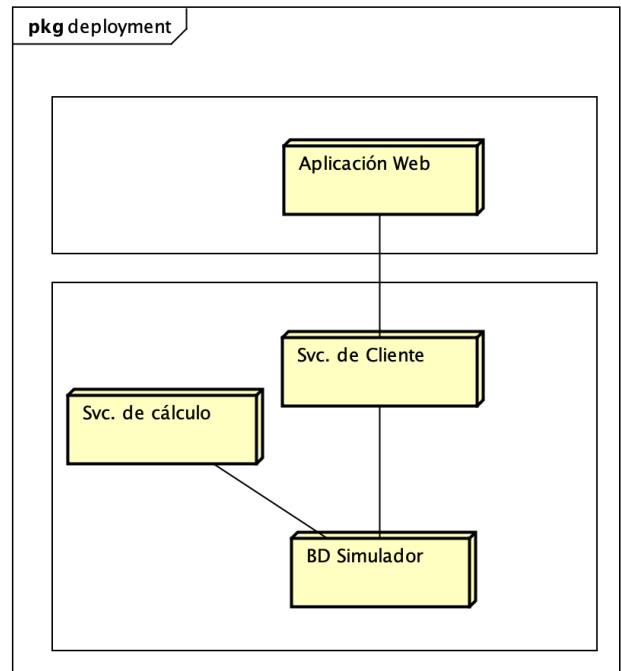 pkg deployment
Aplicación Web
Svc. de Cliente
Svc. de cálculo
BD Simulador